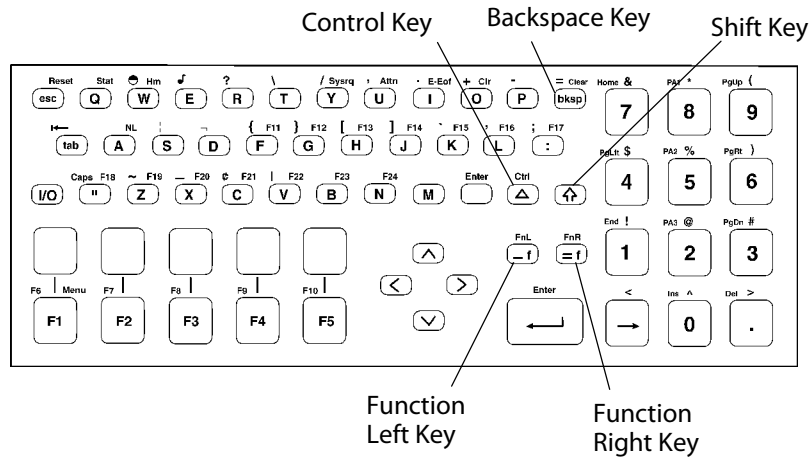 Control Key Backspace Key Shift Key
Reset Stat Hm ? \ / Sysrq , Attn . E-Eof + Clr - = Clear Home & PA1 * PgUp (
esc Q W E R T Y U I O P bksp 7 8 9
NL ¦ ¬ { F11 } F12 [ F13 ] F14 ` F15 ' F16 ; F17
tab A S D F G H J K L :
PgLft $ PA2 % PgRt )
4 5 6
Caps F18 ~ F19 _ F20 ¢ F21 | F22 F23 F24 Enter Ctrl
I/O " Z X C V B N M
End ! PA3 @ PgDn #
FnL FnR
– f = f 1 2 3
F6 Menu F7 F8 F9 F10 Enter < Ins ^ Del >
F1 F2 F3 F4 F5 0 .
Function
Left Key
Function
Right Key